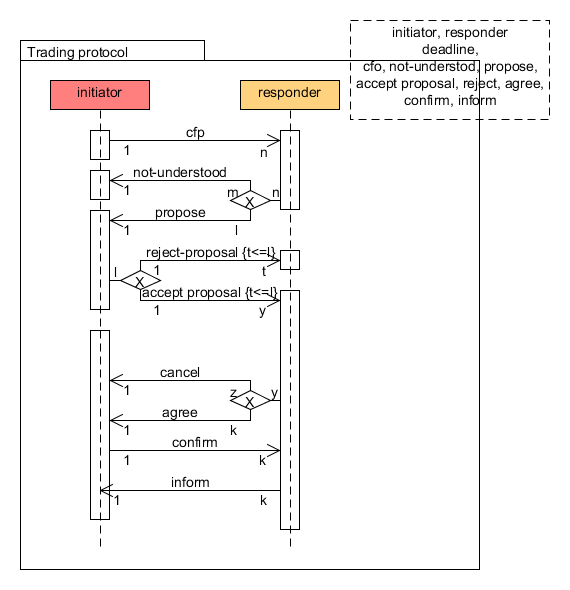 initiator, responder
deadline,
cfo, not-understod, propose,
accept proposal, reject, agree,
confirm, inform
Trading protocol
initiator
responder
cfp
1
n
not-understood
1
m
n
X
propose
1
l
reject-proposal {t<=l}
1
t
l
X
accept proposal {t<=l}
1
y
cancel
1
z
y
X
agree
1
k
confirm
1
k
inform
1
k